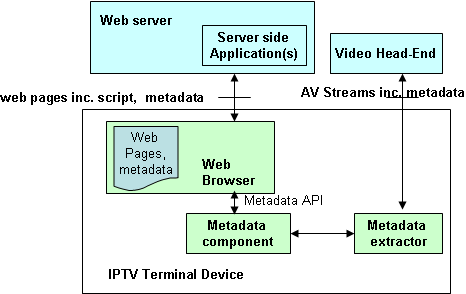 Web server
Server side
Application(s)
Video Head-End
web pages inc. script,  metadata
AV Streams inc. metadata
Web
Pages,
metadata
Web
Browser
Metadata API
Metadata
component
Metadata
extractor
IPTV Terminal Device